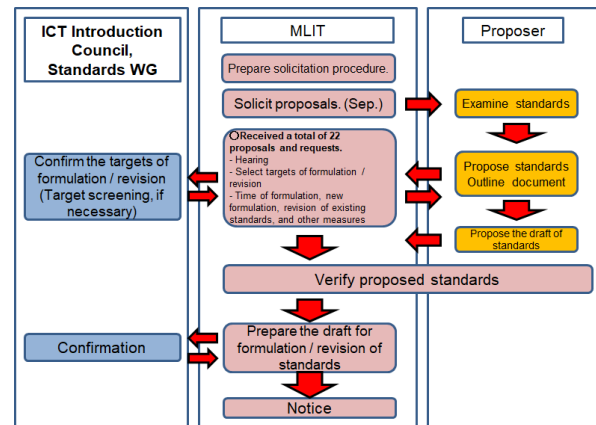 ICT Introduction
Council,
Standards WG
MLIT
Proposer
Prepare solicitation procedure.
Solicit proposals. (Sep.)
Examine standards
〇Received a total of 22
proposals and requests.
- Hearing
- Select targets of formulation /
revision
- Time of formulation, new
formulation, revision of existing
standards, and other measures
Confirm the targets of
formulation / revision
(Target screening, if
necessary)
Propose standards
Outline document
Propose the draft of
standards
Verify proposed standards
Prepare the draft for
formulation / revision of
standards
Confirmation
Notice